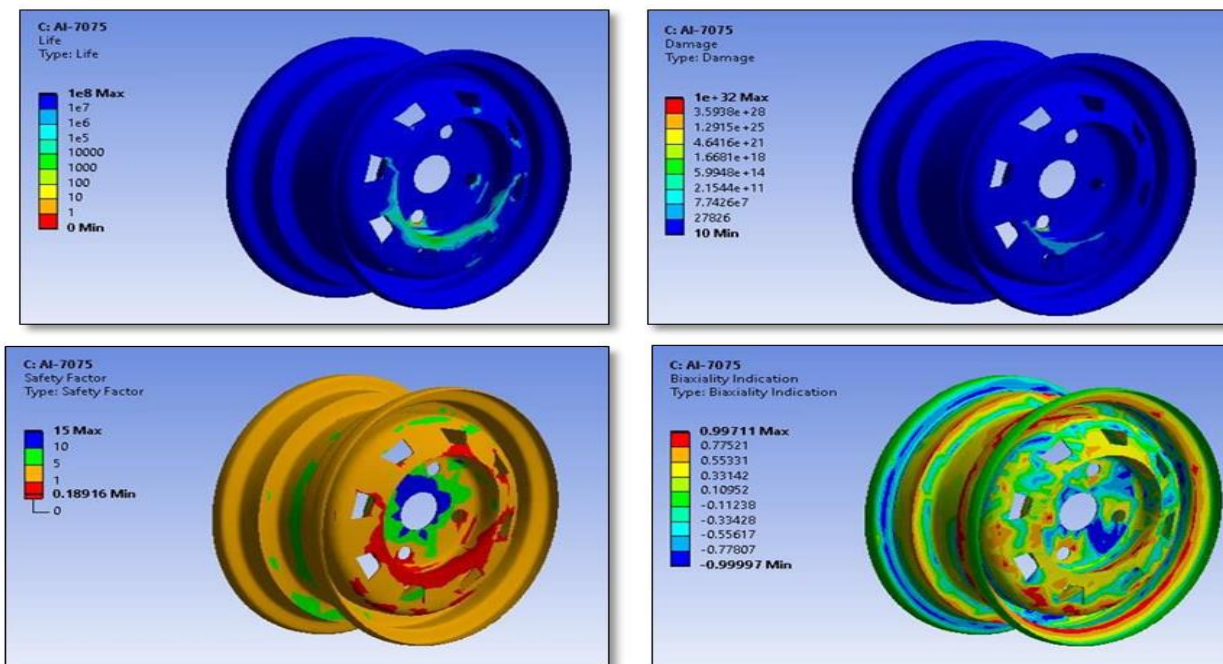 C: Al-7075
Life
Type: Life
1e8 Max
1e7
1e6
1e5
10000
1000
100
10
1
0 Min
C: Al-7075
Damage
Type: Damage
1e+32 Max
3.5938e+28
1.2915e+25
4.6416e+21
1.6681e+18
5.9948e+14
2.1544e+11
7.7426e7
27826
10 Min
C: Al-7075
Safety Factor
Type: Safety Factor
15 Max
10
5
1
0.18916 Min
0
C: Al-7075
Biaxiality Indication
Type: Biaxiality Indication
0.99711 Max
0.77521
0.55331
0.33142
0.10952
-0.11238
-0.33428
-0.55617
-0.77807
-0.99997 Min